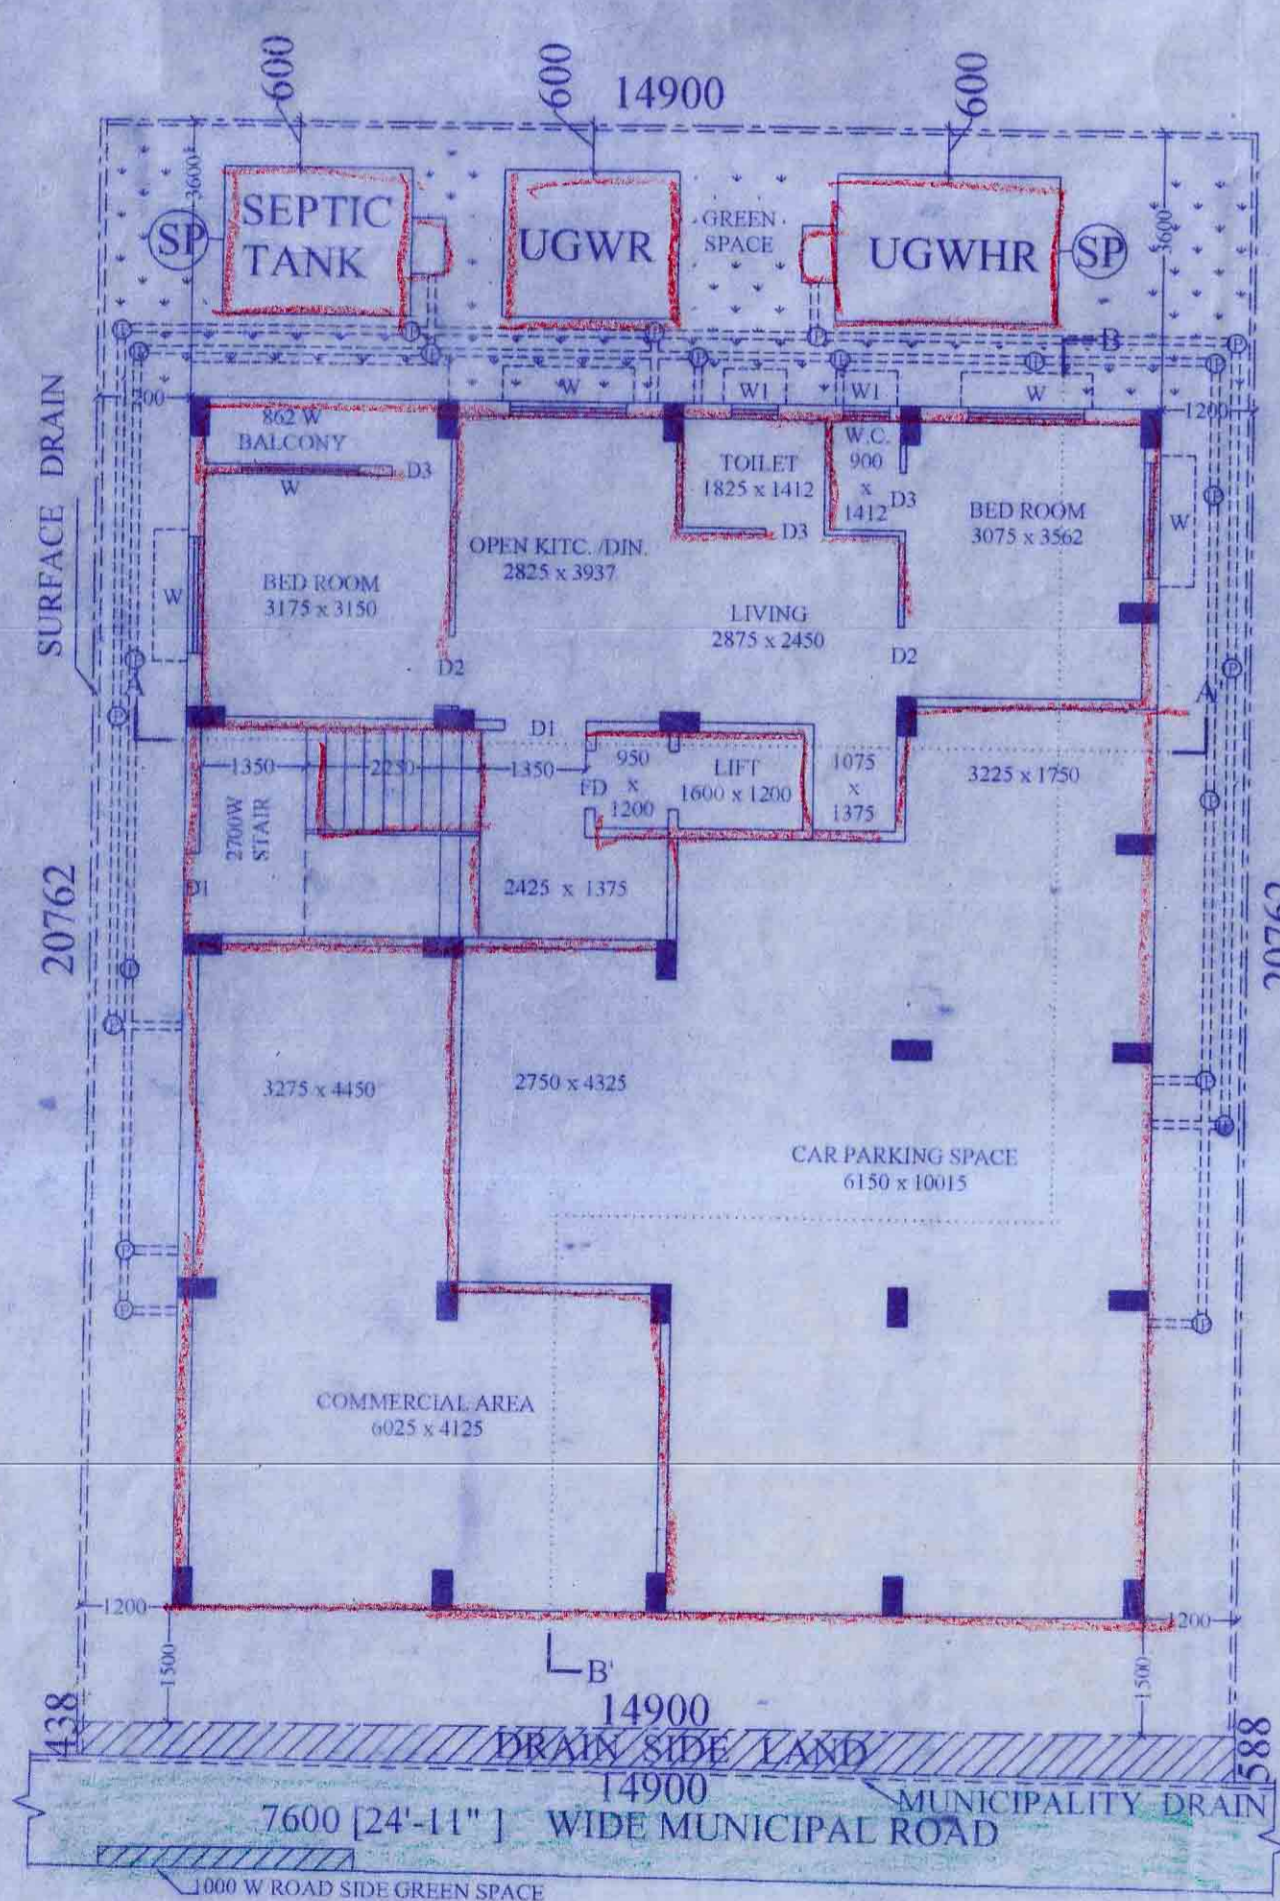 600
600
600
14900
3600
3600
SEPTIC
TANK
SP
UGWR
GREEN
SPACE
UGWHR
SP
B
W
W1
W1
W
1200
862 W
BALCONY
D3
W
TOILET
1825 x 1412
D3
W.C.
900
x
1412
D3
BED ROOM
3075 x 3562
W
SURFACE DRAIN
OPEN KITC. /DIN.
2825 x 3937
BED ROOM
3175 x 3150
W
LIVING
2875 x 2450
D2
D2
A
A'
D1
1350
2250
1350
950
x
1200
FD
LIFT
1600 x 1200
1075
x
1375
3225 x 1750
2700W
STAIR
D1
2425 x 1375
20762
20762
3275 x 4450
2750 x 4325
CAR PARKING SPACE
6150 x 10015
COMMERCIAL AREA
6025 x 4125
1200
1200
1500
1500
B'
14900
438
588
DRAIN SIDE LAND
14900
MUNICIPALITY DRAIN
7600 [24'-11" ] WIDE MUNICIPAL ROAD
1000 W ROAD SIDE GREEN SPACE